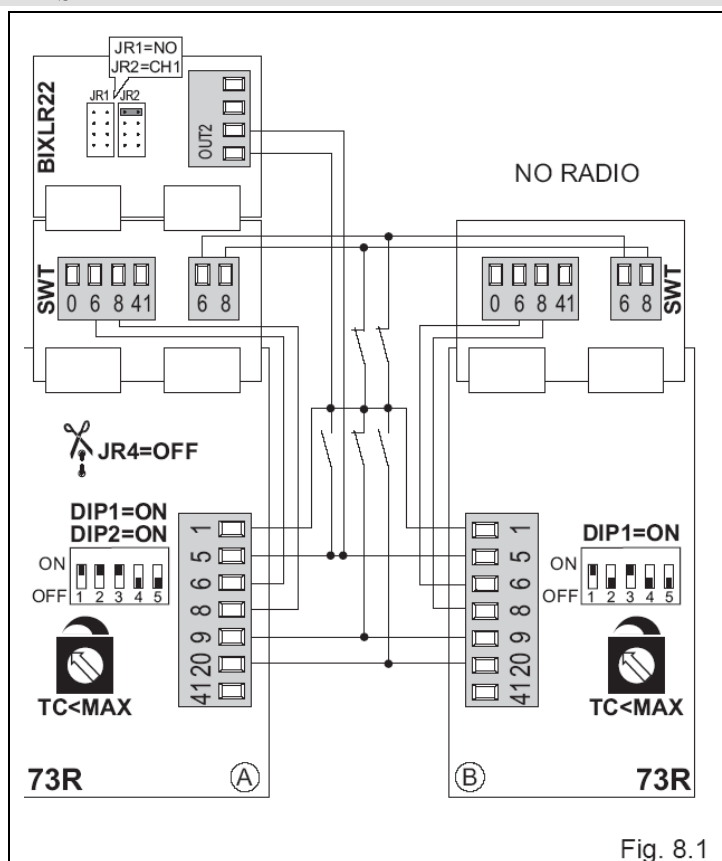 JR1=NO
JR2=CH1
JR1 JR2
BIXLR22
OUT2
NO RADIO
SWT
0 6 8 41
6 8
0 6 8 41
6 8
SWT
JR4=OFF
DIP1=ON
DIP2=ON
ON
OFF
1 2 3 4 5
TC<MAX
1
5
6
8
9
20
41
1
5
6
8
9
20
41
DIP1=ON
ON
OFF
1 2 3 4 5
TC<MAX
73R
A
B
73R
Fig. 8.1